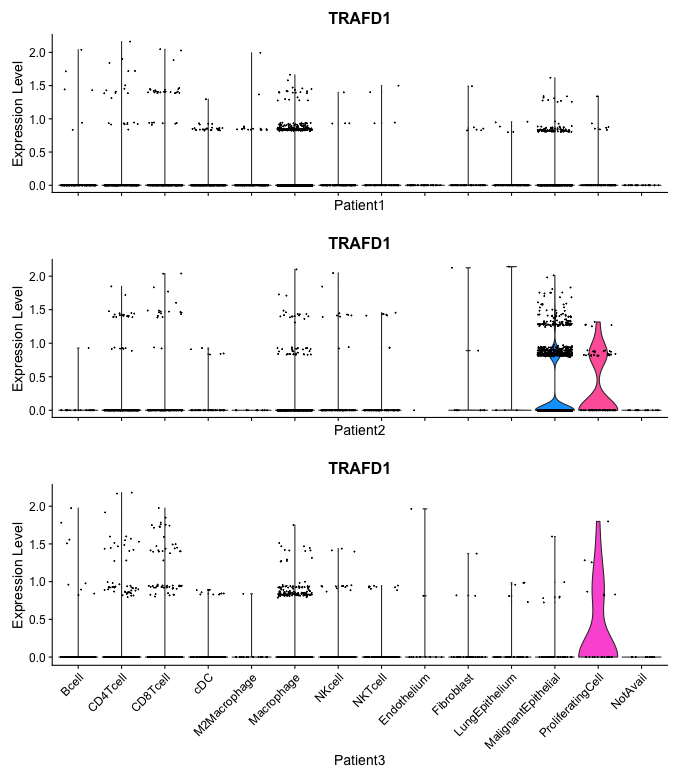 TRAFD1
Expression Level
2.0
1.5
1.0
0.5
0.0
Patient1
TRAFD1
Expression Level
2.0
1.5
1.0
0.5
0.0
Patient2
TRAFD1
Expression Level
2.0
1.5
1.0
0.5
0.0
Bcell
CD4Tcell
CD8Tcell
cDC
M2Macrophage
Macrophage
NKcell
NKTcell
Endothelium
Fibroblast
LungEpithelium
MalignantEpithelial
ProliferatingCell
NotAvail
Patient3